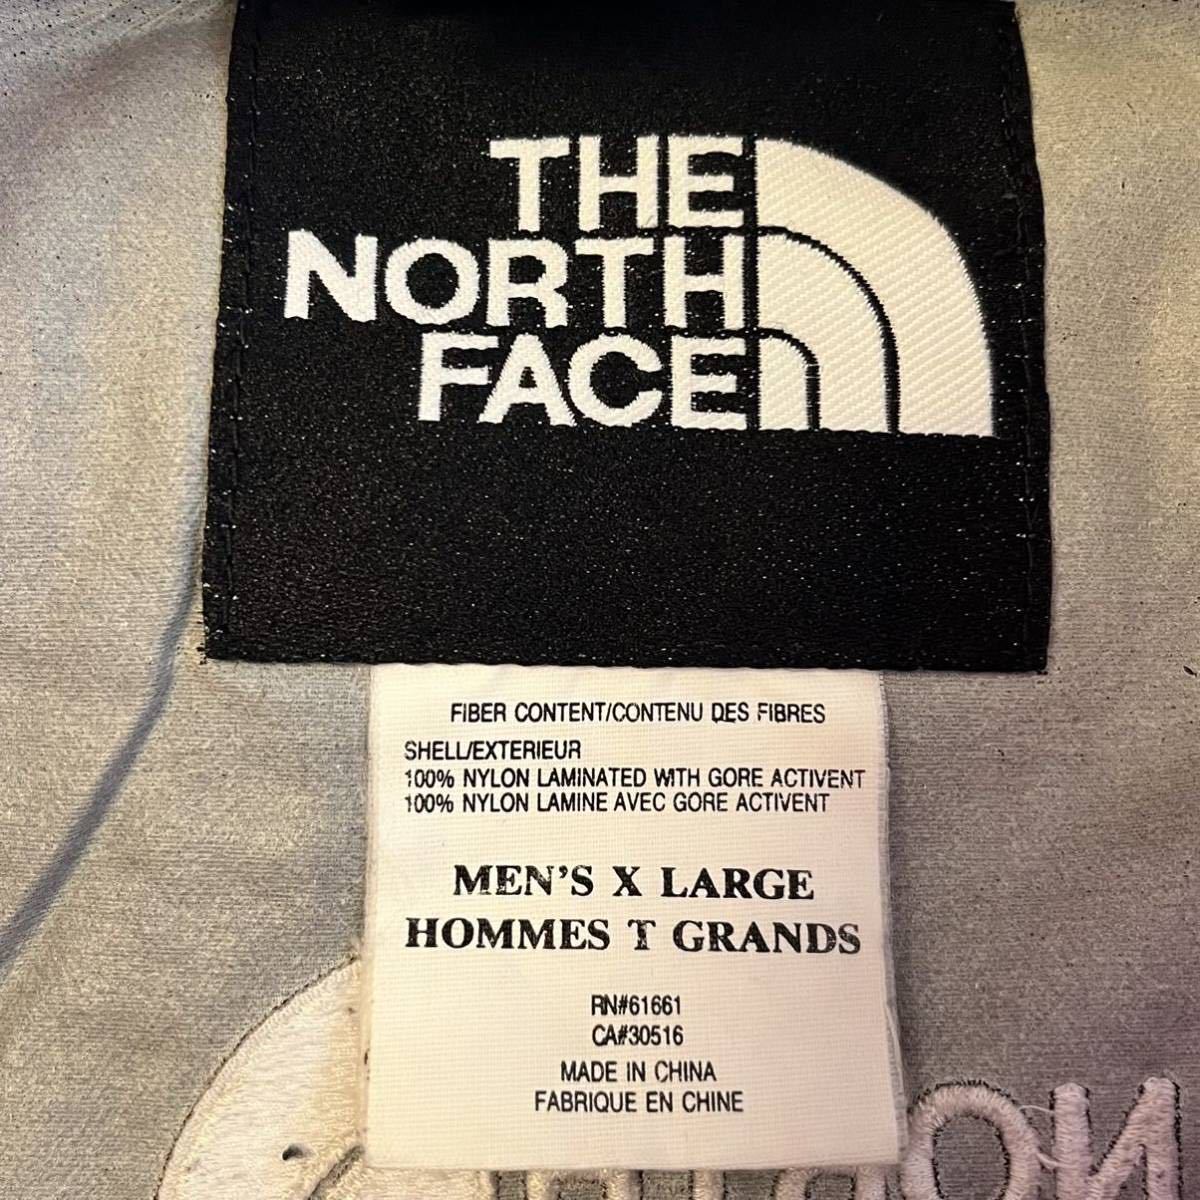 THE
NORTH
FACE
FIBER CONTENT/CONTENU DES FIBRES
SHELL/EXTERIEUR
100% NYLON LAMINATED WITH GORE ACTIVENT
100% NYLON LAMINE AVEC GORE ACTIVENT
MEN'S X LARGE
HOMMES T GRANDS
RN#61661
CA#30516
MADE IN CHINA
FABRIQUE EN CHINE